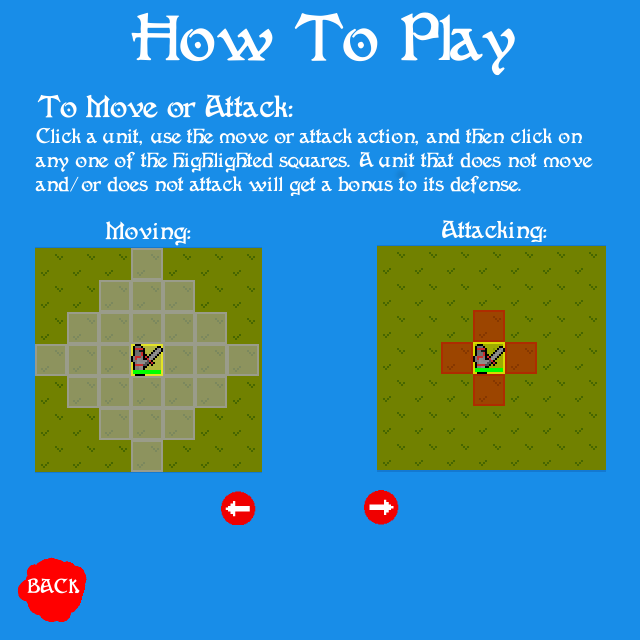 How To Play
To Move or Attack:
Click a unit, use the move or attack action, and then click on
any one of the highlighted squares. A unit that does not move
and/or does not attack will get a bonus to its defense.
Moving:
Attacking:
BACK